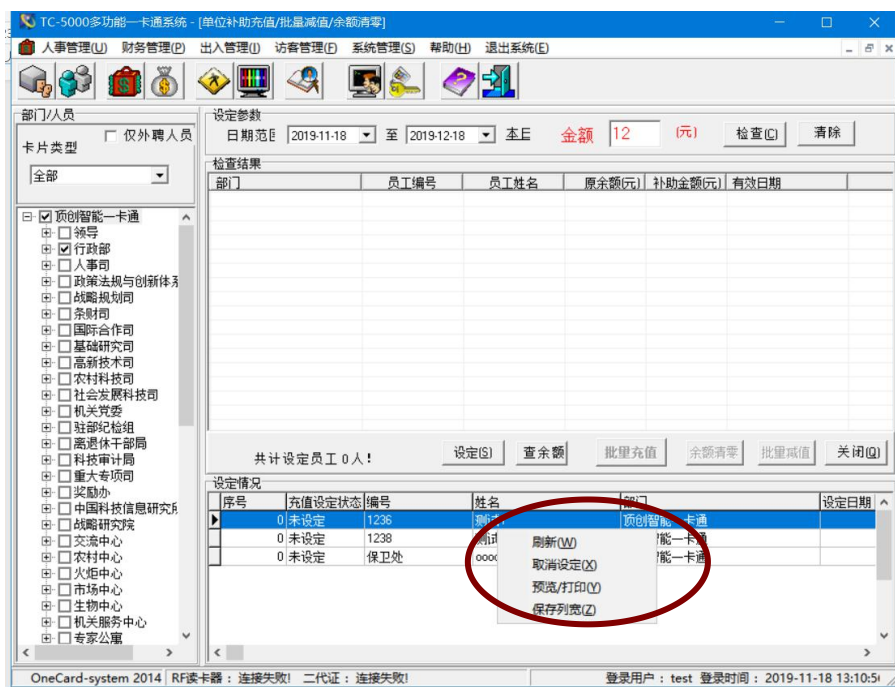 TC-5000多功能一卡通系统 - [单位补助充值/批量减值/余额清零]
人事管理(U) 财务管理(P) 出入管理(I) 访客管理(F) 系统管理(S) 帮助(H) 退出系统(E)
部门/人员
仅外聘人员
卡片类型
全部
顶创智能一卡通
领导
行政部
人事司
政策法规与创新体系
战略规划司
条财司
国际合作司
基础研究司
高新技术司
农村科技司
社会发展科技司
机关党委
驻部纪检组
离退休干部局
科技审计局
重大专项司
奖励办
中国科技信息研究所
战略研究院
交流中心
农村中心
火炬中心
市场中心
生物中心
机关服务中心
专家公寓
设定参数
日期范围 2019-11-18 至 2019-12-18 本日 金额 12 (元) 检查(C) 清除
检查结果
部门 员工编号 员工姓名 原余额(元) 补助金额(元) 有效日期
共计设定员工0人! 设定(S) 查余额 批里充值 余额清零 批里减值 关闭(Q)
设定情况
序号 充值设定状态 编号 姓名 部门 设定日期
0 未设定 1236 测试 顶创智能一卡通
0 未设定 1238 测试 能一卡通
0 未设定 保卫处 oooo 能一卡通
刷新(W)
取消设定(X)
预览/打印(Y)
保存列宽(Z)
OneCard-system 2014 RF读卡器 : 连接失败! 二代证 : 连接失败! 登录用户 : test 登录时间 : 2019-11-18 13:10:5